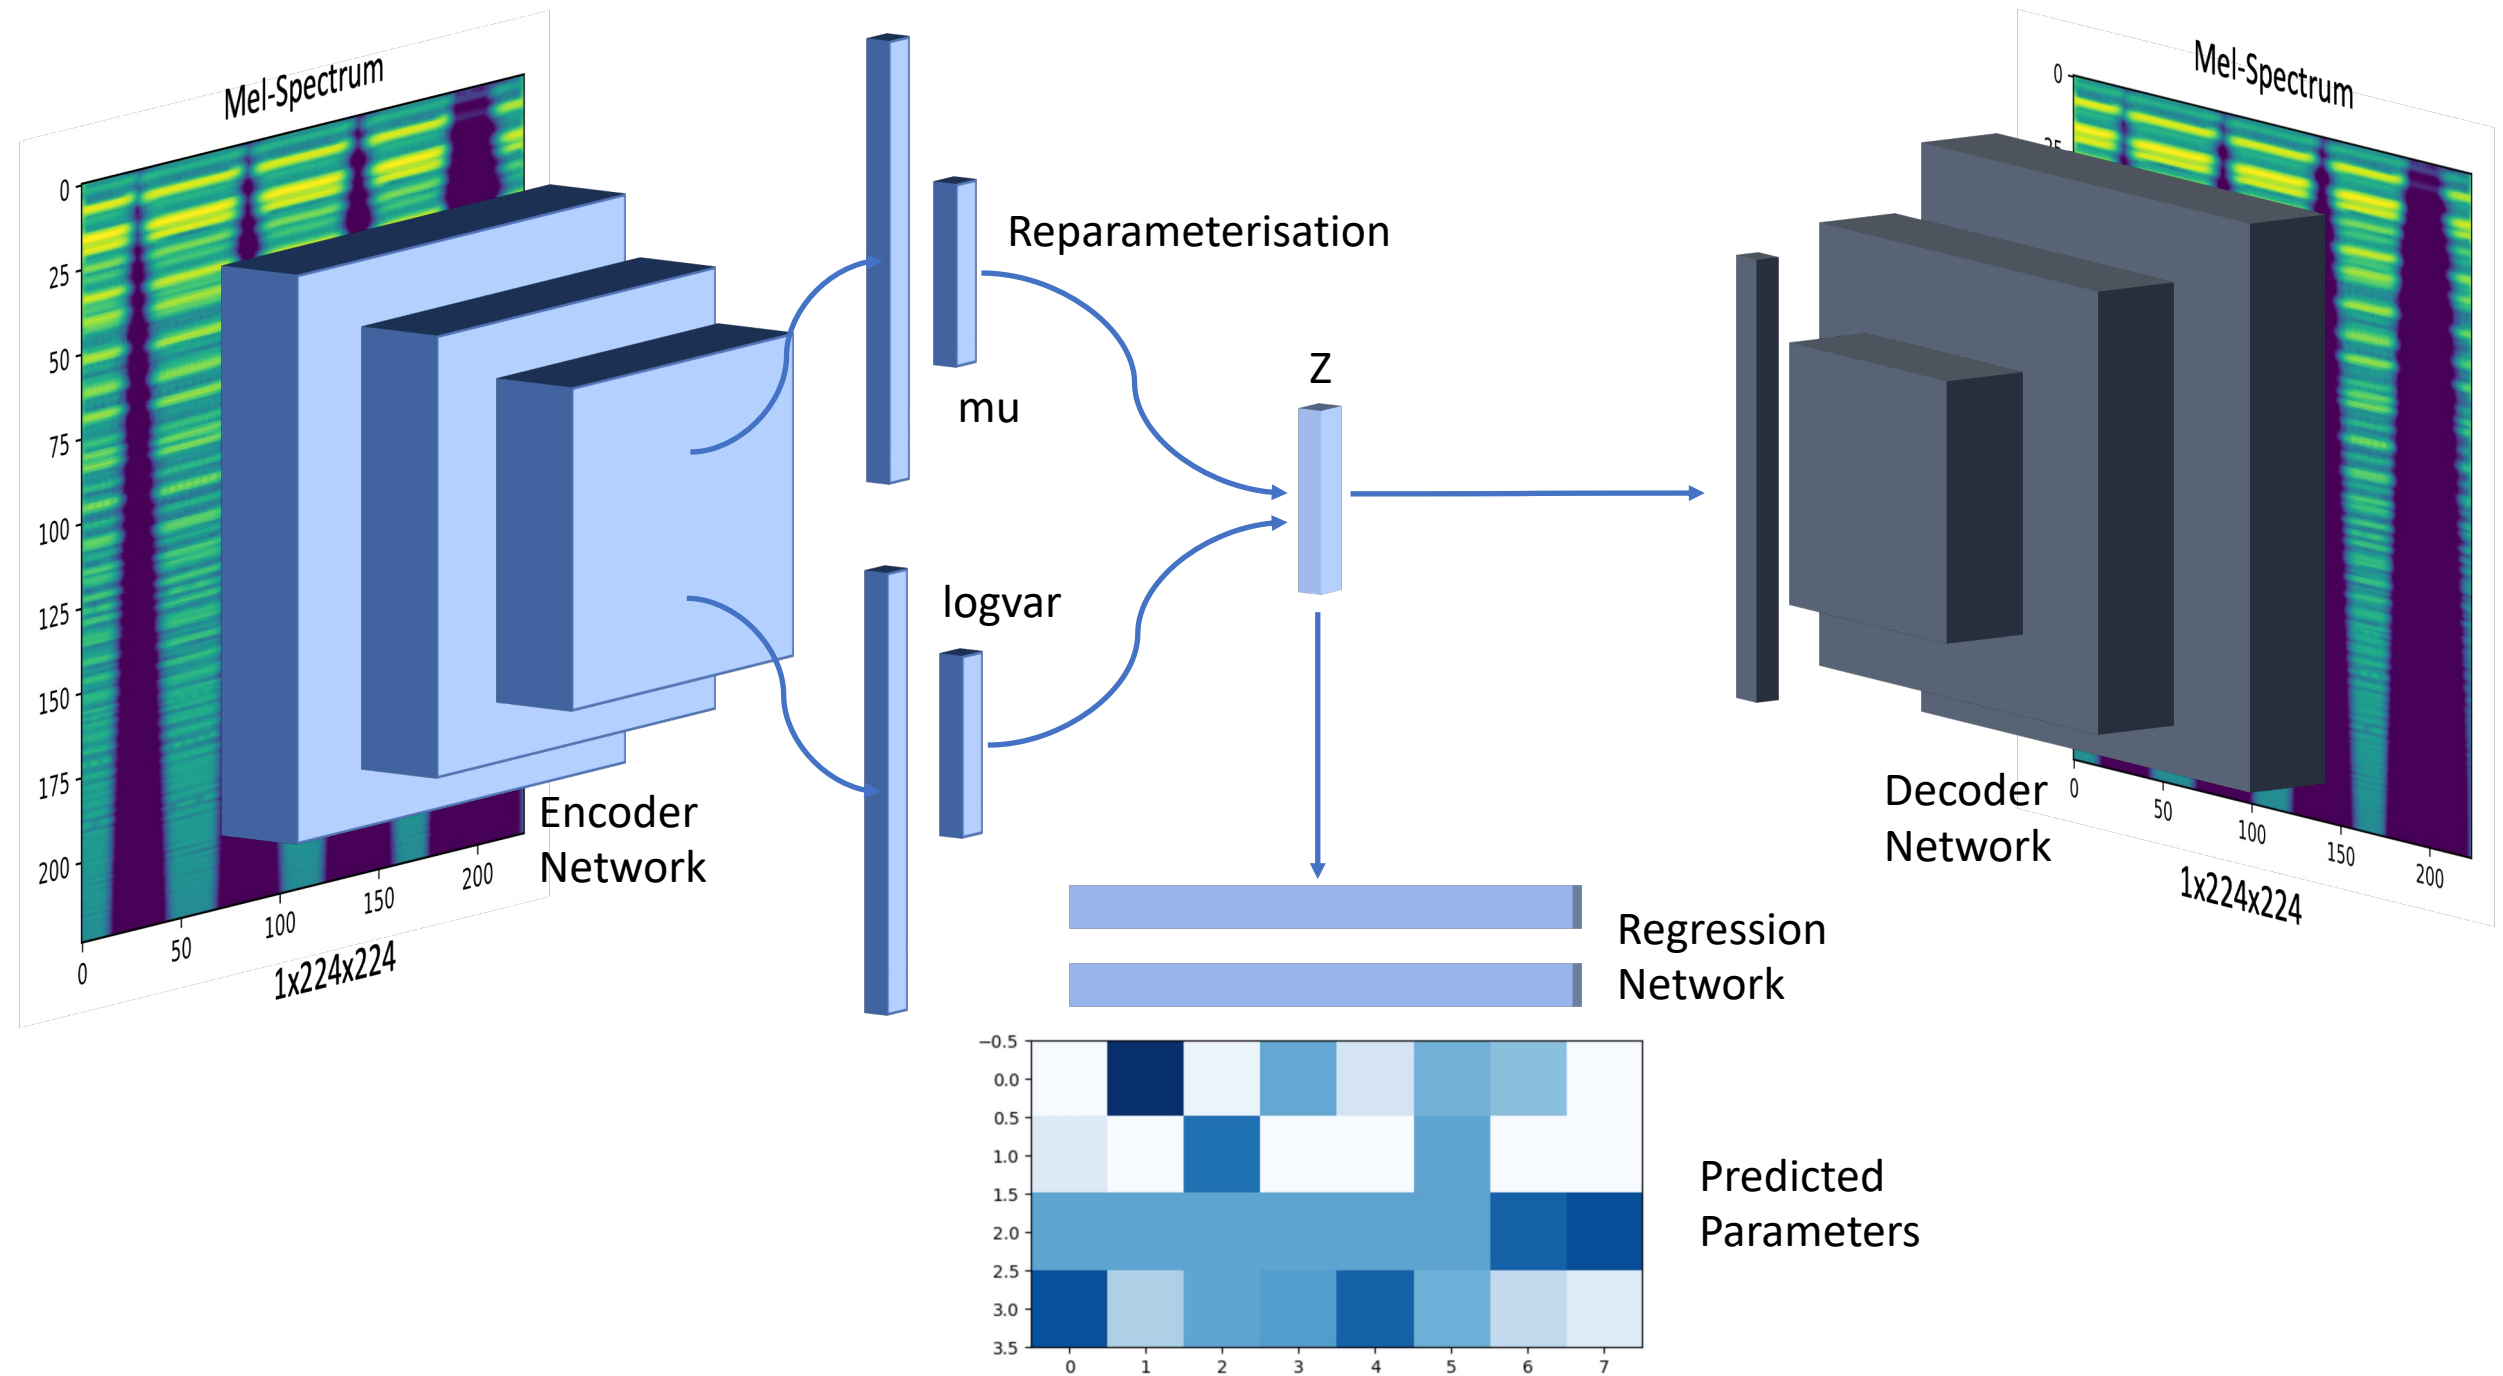 Mel-Spectrum
0
25
50
75
100
125
150
175
200
0
50
100
150
200
1x224x224
Encoder
Network
Reparameterisation
mu
logvar
Z
Mel-Spectrum
0
Decoder
Network
0
50
100
150
200
1x224x224
Regression
Network
−0.5
0.0
0.5
1.0
1.5
2.0
2.5
3.0
3.5
0
1
2
3
4
5
6
7
Predicted
Parameters